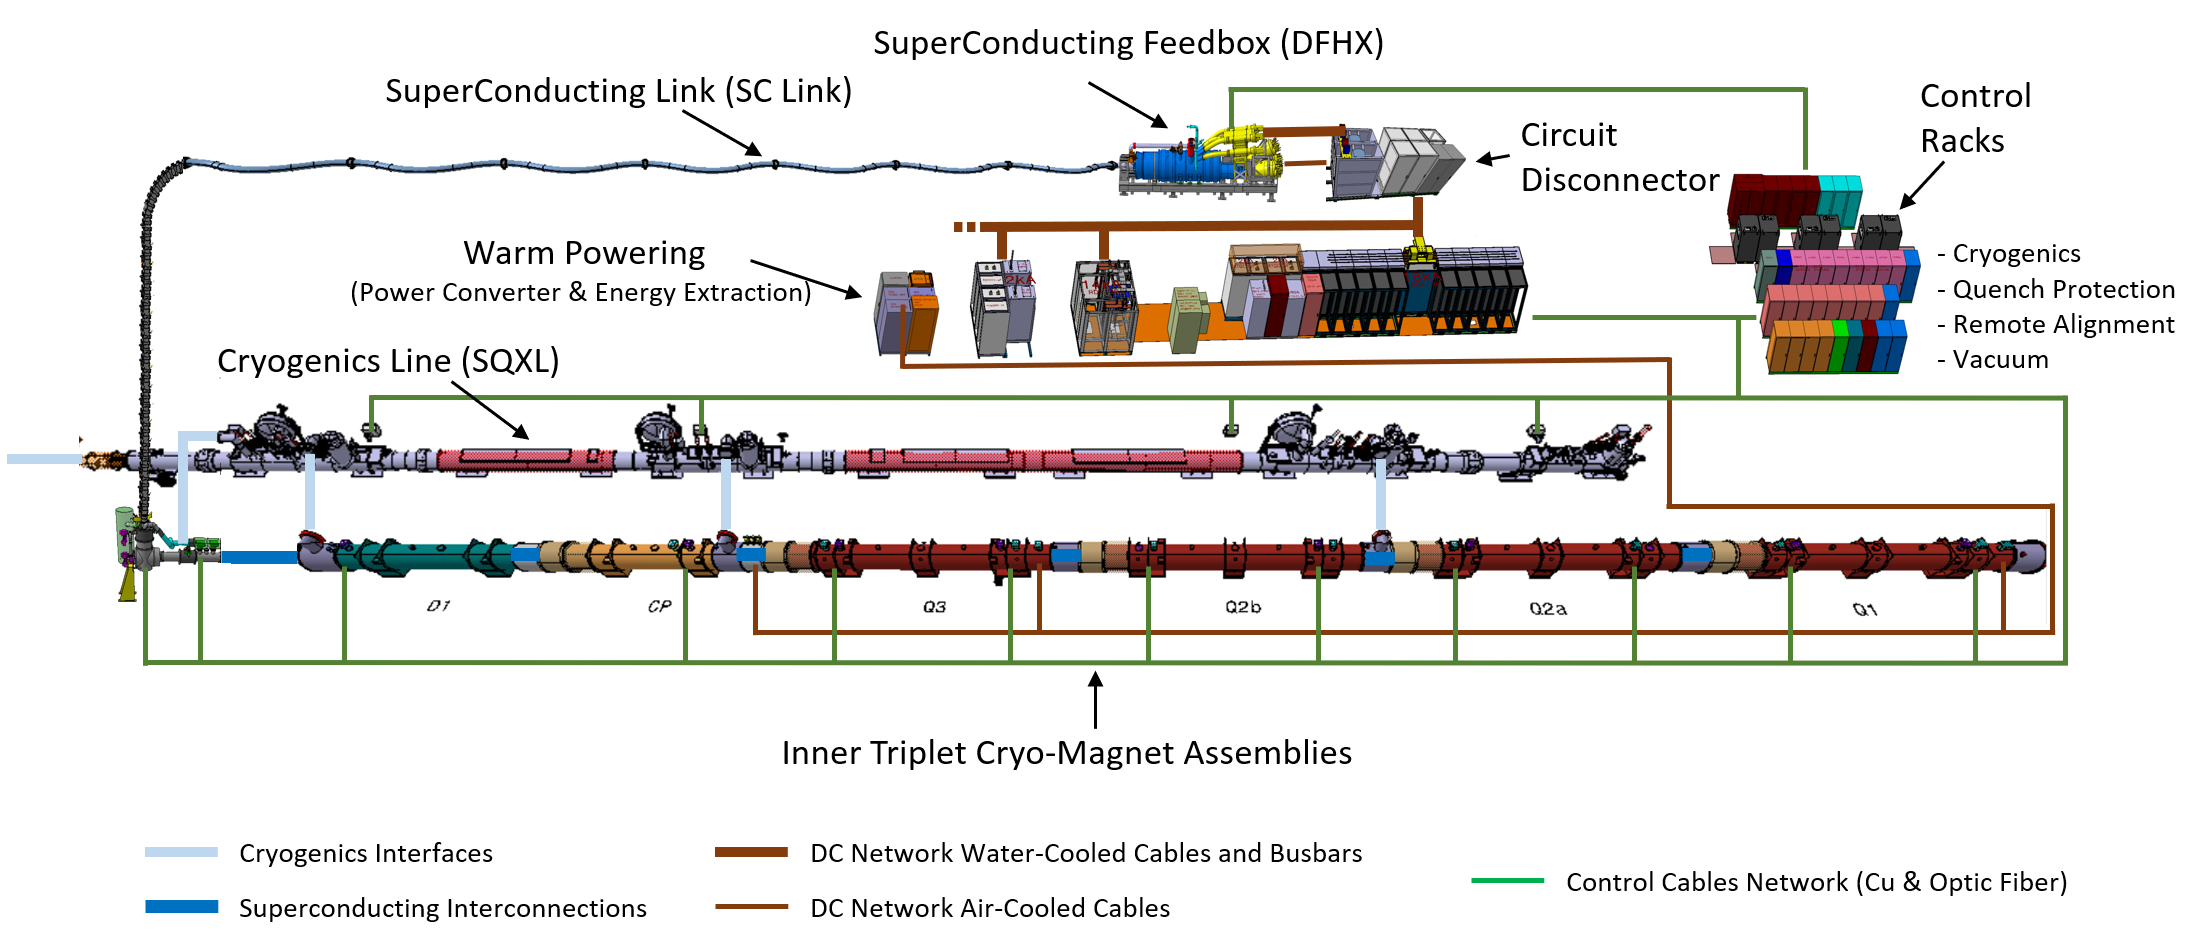 SuperConducting Feedbox (DFHX)
SuperConducting Link (SC Link)
Control
Racks
Circuit
Disconnector
Warm Powering
(Power Converter & Energy Extraction)
- Cryogenics
- Quench Protection
- Remote Alignment
- Vacuum
2kA
Cryogenics Line (SQXL)
D1
CP
Q3
Q2b
Q2a
Q1
Inner Triplet Cryo-Magnet Assemblies
Cryogenics Interfaces
DC Network Water-Cooled Cables and Busbars
Control Cables Network (Cu & Optic Fiber)
Superconducting Interconnections
DC Network Air-Cooled Cables